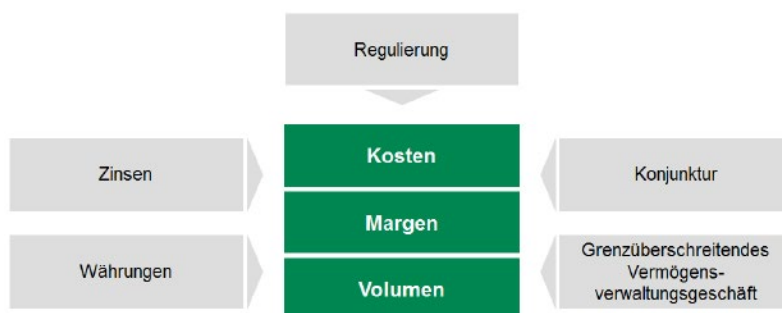 Regulierung
Zinsen
Kosten
Konjunktur
Margen
Währungen
Volumen
Grenzüberschreitendes
Vermögens-
verwaltungsgeschäft